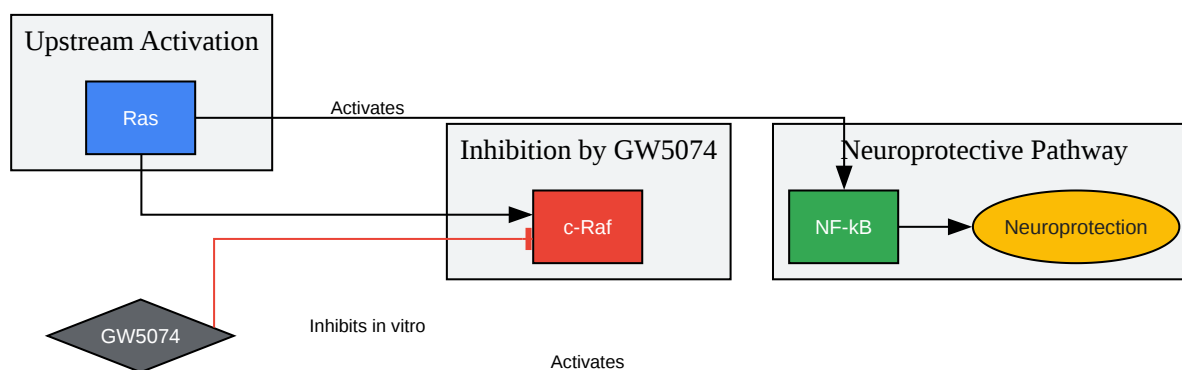 Upstream Activation
Ras
Activates
Inhibition by GW5074
c-Raf
Neuroprotective Pathway
NF-kB
Neuroprotection
GW5074
Inhibits in vitro
Activates